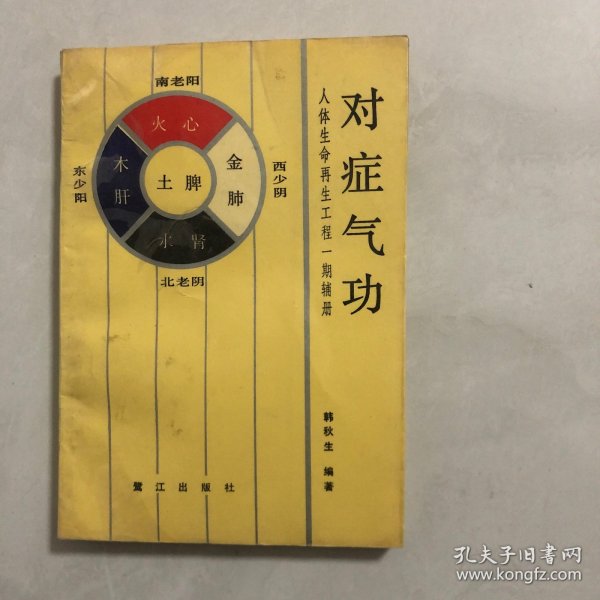 对症气功
人体生命再生工程一期辅册
韩秋生 编著
南老阳
火心
东少阳
木肝
土脾
金肺
西少阴
水肾
北老阴
鹭江出版社
孔夫子旧书网
www.kongfz.com